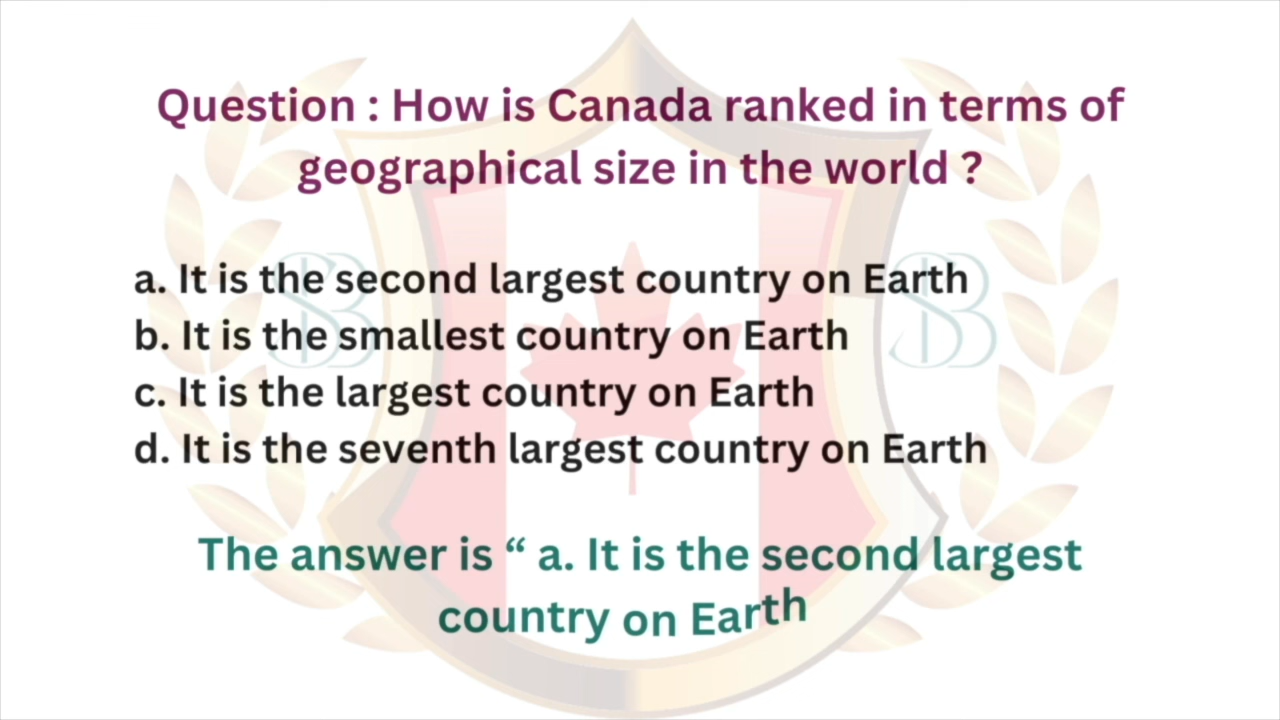 Question : How is Canada ranked in terms of
geographical size in the world ?
a. It is the second largest country on Earth
b. It is the smallest country on Earth
c. It is the largest country on Earth
d. It is the seventh largest country on Earth
The answer is “ a. It is the second largest
country on Earth